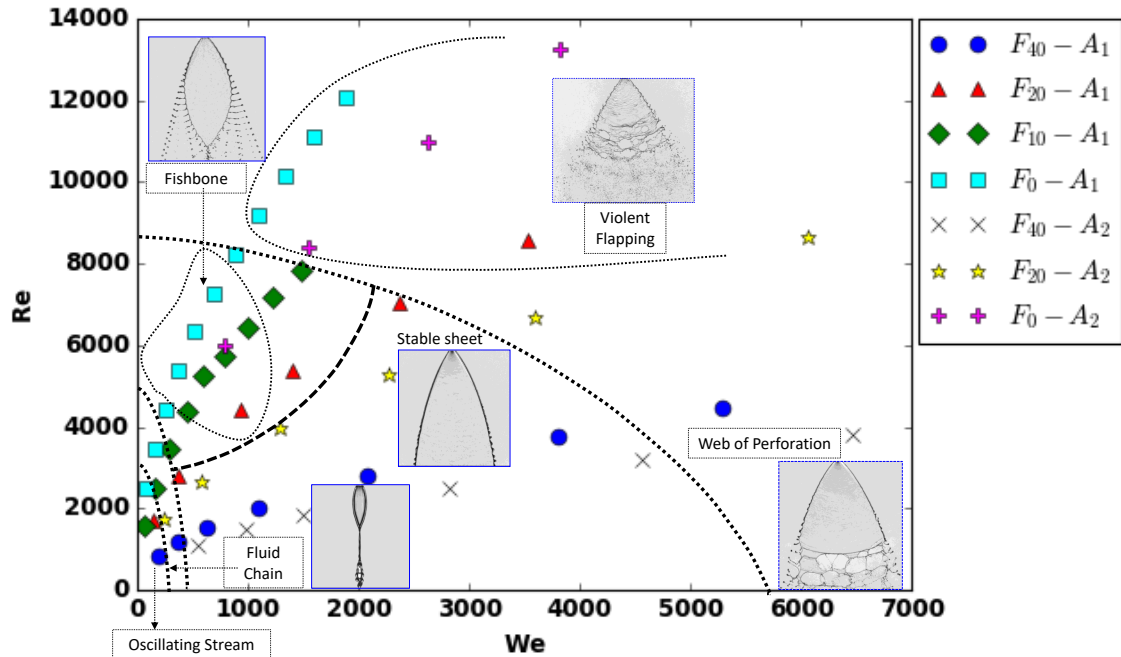 14000
12000
10000
8000
6000
4000
2000
0
Re
0 1000 2000 3000 4000 5000 6000 7000
We
Fishbone
Violent
Flapping
Stable sheet
Web of Perforation
Fluid
Chain
Oscillating Stream
F40 − A1
F20 − A1
F10 − A1
F0 − A1
F40 − A2
F20 − A2
F0 − A2